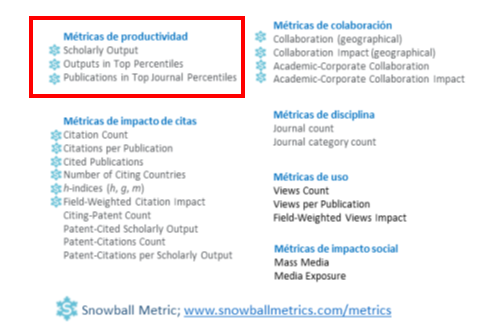 Métricas de productividad
Scholarly Output
Outputs in Top Percentiles
Publications in Top Journal Percentiles
Métricas de impacto de citas
Citation Count
Citations per Publication
Cited Publications
Number of Citing Countries
h-indices (h, g, m)
Field-Weighted Citation Impact
Citing-Patent Count
Patent-Cited Scholarly Output
Patent-Citations Count
Patent-Citations per Scholarly Output
Métricas de colaboración
Collaboration (geographical)
Collaboration Impact (geographical)
Academic-Corporate Collaboration
Academic-Corporate Collaboration Impact
Métricas de disciplina
Journal count
Journal category count
Métricas de uso
Views Count
Views per Publication
Field-Weighted Views Impact
Métricas de impacto social
Mass Media
Media Exposure
S Snowball Metric; www.snowballmetrics.com/metrics